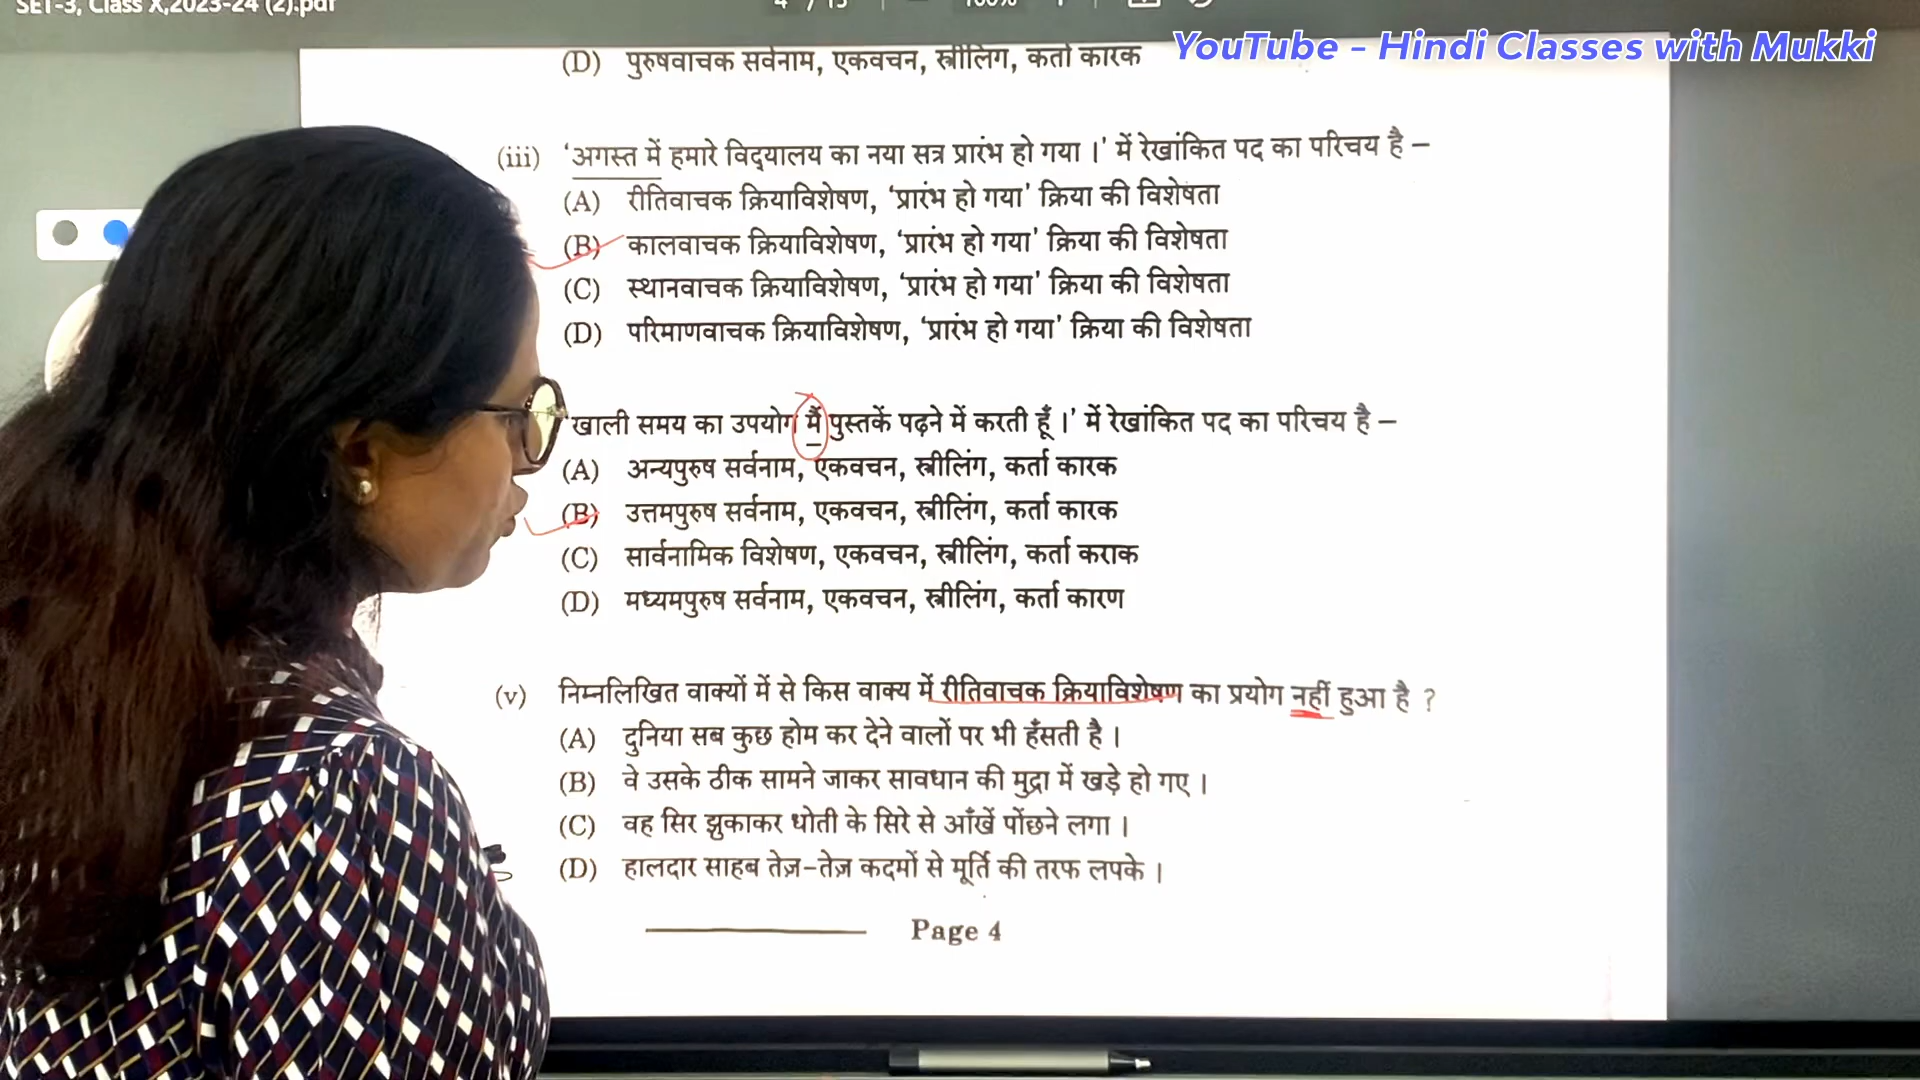 SET-3, Class X,2023-24 (2).pdf
YouTube – Hindi Classes with Mukki
(D) पुरुषवाचक सर्वनाम, एकवचन, स्त्रीलिंग, कर्ता कारक
(iii) ‘अगस्त में हमारे विद्यालय का नया सत्र प्रारंभ हो गया ।’ में रेखांकित पद का परिचय है –
(A) रीतिवाचक क्रियाविशेषण, ‘प्रारंभ हो गया’ क्रिया की विशेषता
(B) कालवाचक क्रियाविशेषण, ‘प्रारंभ हो गया’ क्रिया की विशेषता
(C) स्थानवाचक क्रियाविशेषण, ‘प्रारंभ हो गया’ क्रिया की विशेषता
(D) परिमाणवाचक क्रियाविशेषण, ‘प्रारंभ हो गया’ क्रिया की विशेषता
‘खाली समय का उपयोग मैं पुस्तकें पढ़ने में करती हूँ ।’ में रेखांकित पद का परिचय है –
(A) अन्यपुरुष सर्वनाम, एकवचन, स्त्रीलिंग, कर्ता कारक
(B) उत्तमपुरुष सर्वनाम, एकवचन, स्त्रीलिंग, कर्ता कारक
(C) सार्वनामिक विशेषण, एकवचन, स्त्रीलिंग, कर्ता कराक
(D) मध्यमपुरुष सर्वनाम, एकवचन, स्त्रीलिंग, कर्ता कारण
(v) निम्नलिखित वाक्यों में से किस वाक्य में रीतिवाचक क्रियाविशेषण का प्रयोग नहीं हुआ है ?
(A) दुनिया सब कुछ होम कर देने वालों पर भी हँसती है ।
(B) वे उसके ठीक सामने जाकर सावधान की मुद्रा में खड़े हो गए ।
(C) वह सिर झुकाकर धोती के सिरे से आँखें पोंछने लगा ।
(D) हालदार साहब तेज़-तेज़ कदमों से मूर्ति की तरफ लपके ।
Page 4